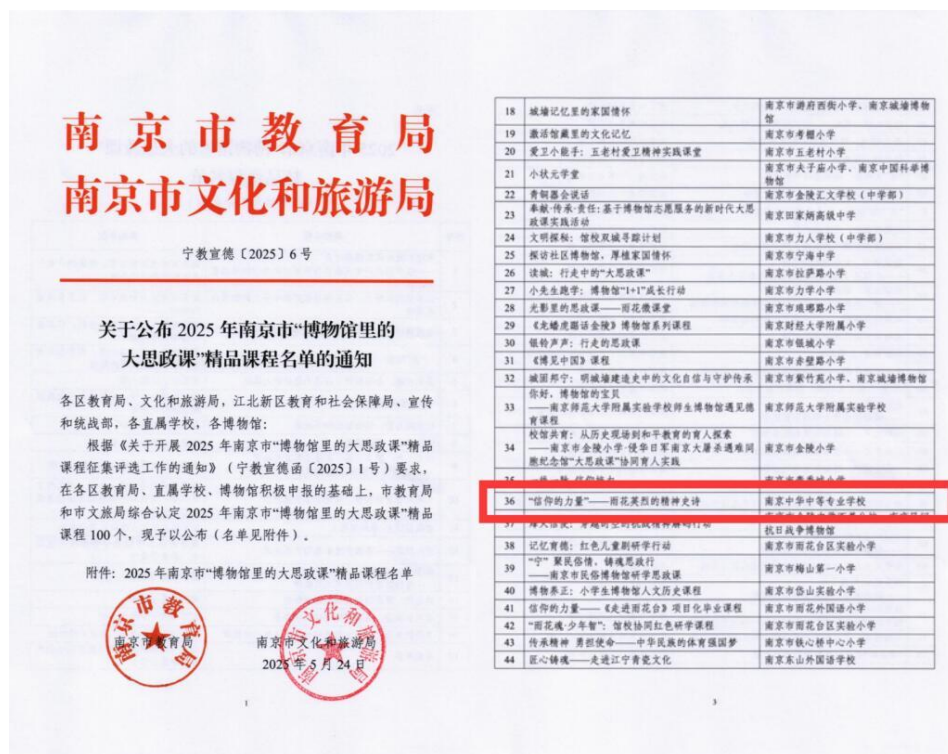 南京市教育局
南京市文化和旅游局
宁教宣德〔2025〕6号
关于公布 2025 年南京市“博物馆里的
大思政课”精品课程名单的通知
各区教育局、文化和旅游局，江北新区教育和社会保障局、宣传
和统战部，各直属学校，各博物馆：
根据《关于开展 2025 年南京市“博物馆里的大思政课”精品
课程征集评选工作的通知》（宁教宣德函〔2025〕1 号）要求，
在各区教育局、直属学校、博物馆积极申报的基础上，市教育局
和市文旅局综合认定 2025 年南京市“博物馆里的大思政课”精品
课程 100 个，现予以公布（名单见附件）。
附件：2025 年南京市“博物馆里的大思政课”精品课程名单
南京市教育局
南京市文化和旅游局
南京市教育局 南京市文化和旅游局
2025 年 5 月 24 日
1
18 城墙记忆里的家国情怀 南京市游府西街小学、南京城墙博物
馆
19 激活馆藏里的文化记忆 南京市考棚小学
20 爱卫小能手：五老村爱卫精神实践课堂 南京市五老村小学
21 小状元学堂 南京市夫子庙小学、南京中国科举博
物馆
22 青铜器会说话 南京市金陵汇文学校（中学部）
23 奉献·传承·责任：基于博物馆志愿服务的新时代大思
政课实践活动 南京田家炳高级中学
24 文明探秘：馆校双城寻踪计划 南京市力人学校（中学部）
25 探访社区博物馆，厚植家国情怀 南京市宁海中学
26 读城：行走中的“大思政课” 南京市拉萨路小学
27 小先生跑学：博物馆“1+1”成长行动 南京市力学小学
28 光影里的思政课——雨花微课堂 南京市琅琊路小学
29 《龙蟠虎踞话金陵》博物馆系列课程 南京财经大学附属小学
30 银铃声声：行走的思政课 南京市银城小学
31 《博见中国》课程 南京市赤壁路小学
32 城固邦宁：明城墙建造史中的文化自信与守护传承 南京市紫竹苑小学、南京城墙博物馆
33 你好，博物馆的宝贝
——南京师范大学附属实验学校师生博物馆遇见德
育课程 南京师范大学附属实验学校
34 校馆共育：从历史现场到和平教育的育人探索
——南京市金陵小学·侵华日军南京大屠杀遇难同
胞纪念馆“大思政课”协同育人实践 南京市金陵小学
36 “信仰的力量”——雨花英烈的精神史诗 南京中华中等专业学校
抗日战争博物馆
38 记忆育德：红色儿童剧研学行动 南京市雨花台区实验小学
39 “宁”聚民俗情，铸魂思政行
——南京市民俗博物馆研学思政课 南京市梅山第一小学
40 博物养正：小学生博物馆人文历史课程 南京市岱山实验小学
41 信仰的力量——《走进雨花台》项目化毕业课程 南京市雨花外国语小学
42 “雨花魂·少年智”：馆校协同红色研学课程 南京市雨花台区实验小学
43 传承精神 勇担使命——中华民族的体育强国梦 南京市铁心桥中心小学
44 匠心铸魂——走进江宁青瓷文化 南京东山外国语学校
3